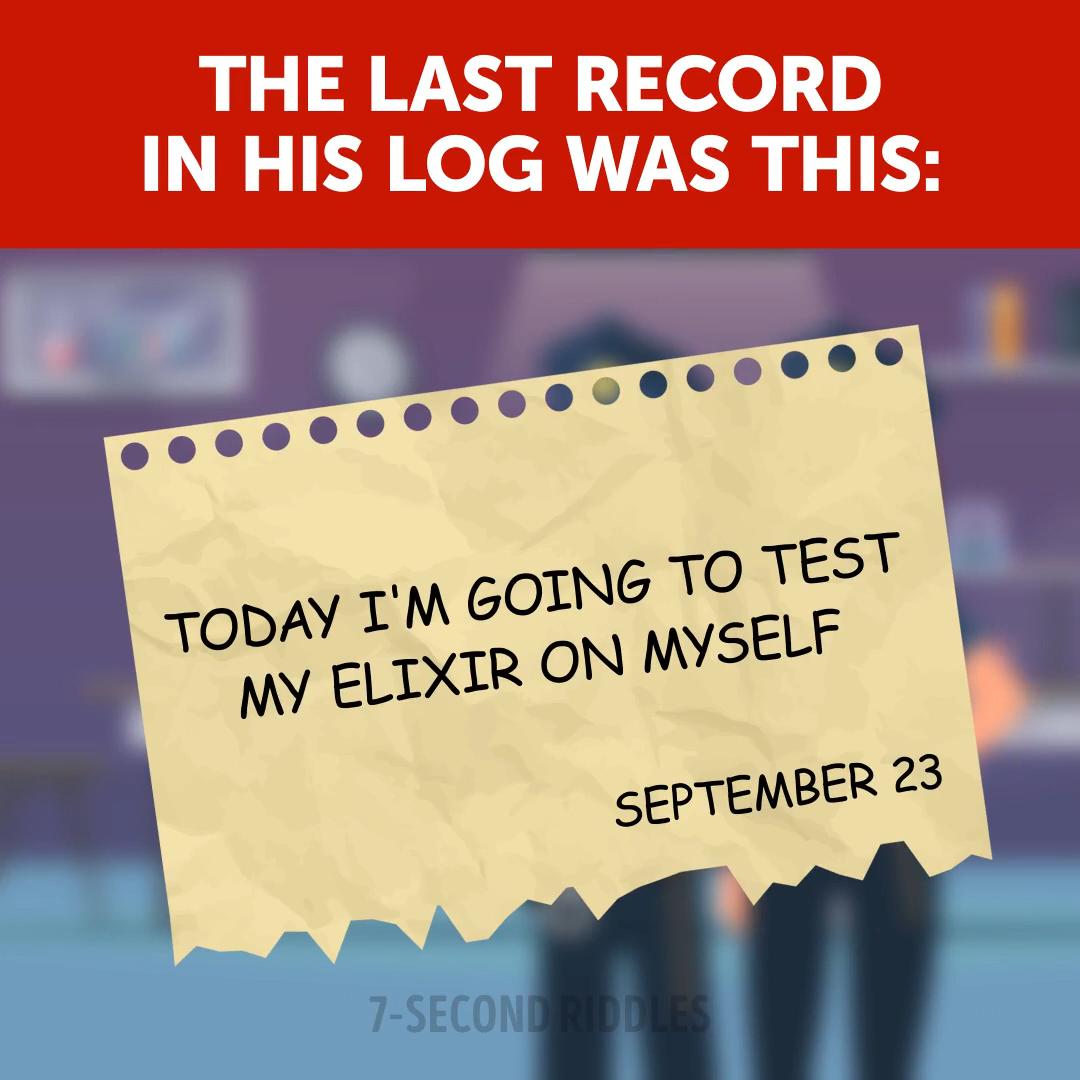 THE LAST RECORD
IN HIS LOG WAS THIS:
TODAY I'M GOING TO TEST
MY ELIXIR ON MYSELF
SEPTEMBER 23
7-SECOND RIDDLES